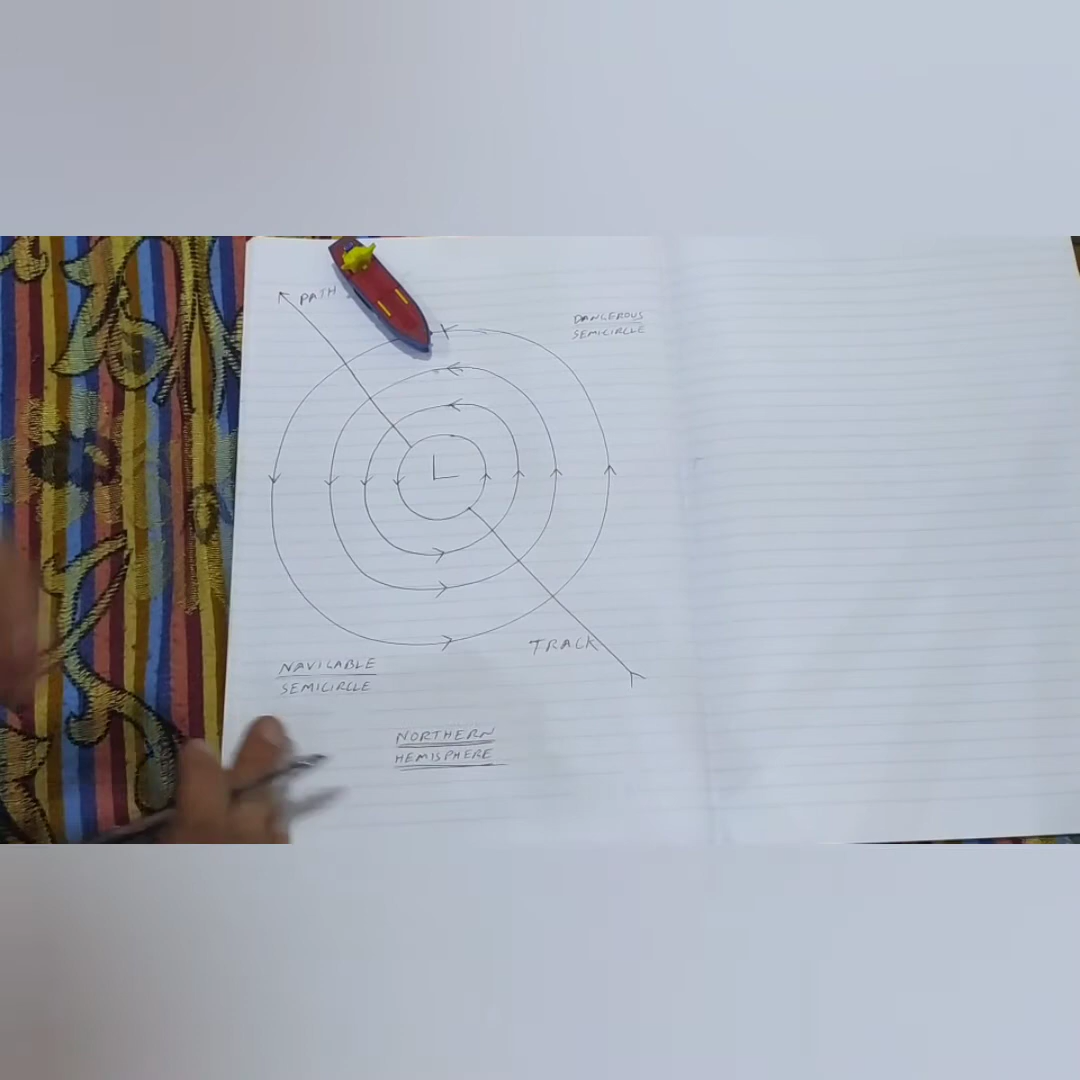 PATH
DANGEROUS
SEMICIRCLE
L
TRACK
NAVIGABLE
SEMICIRCLE
NORTHERN
HEMISPHERE